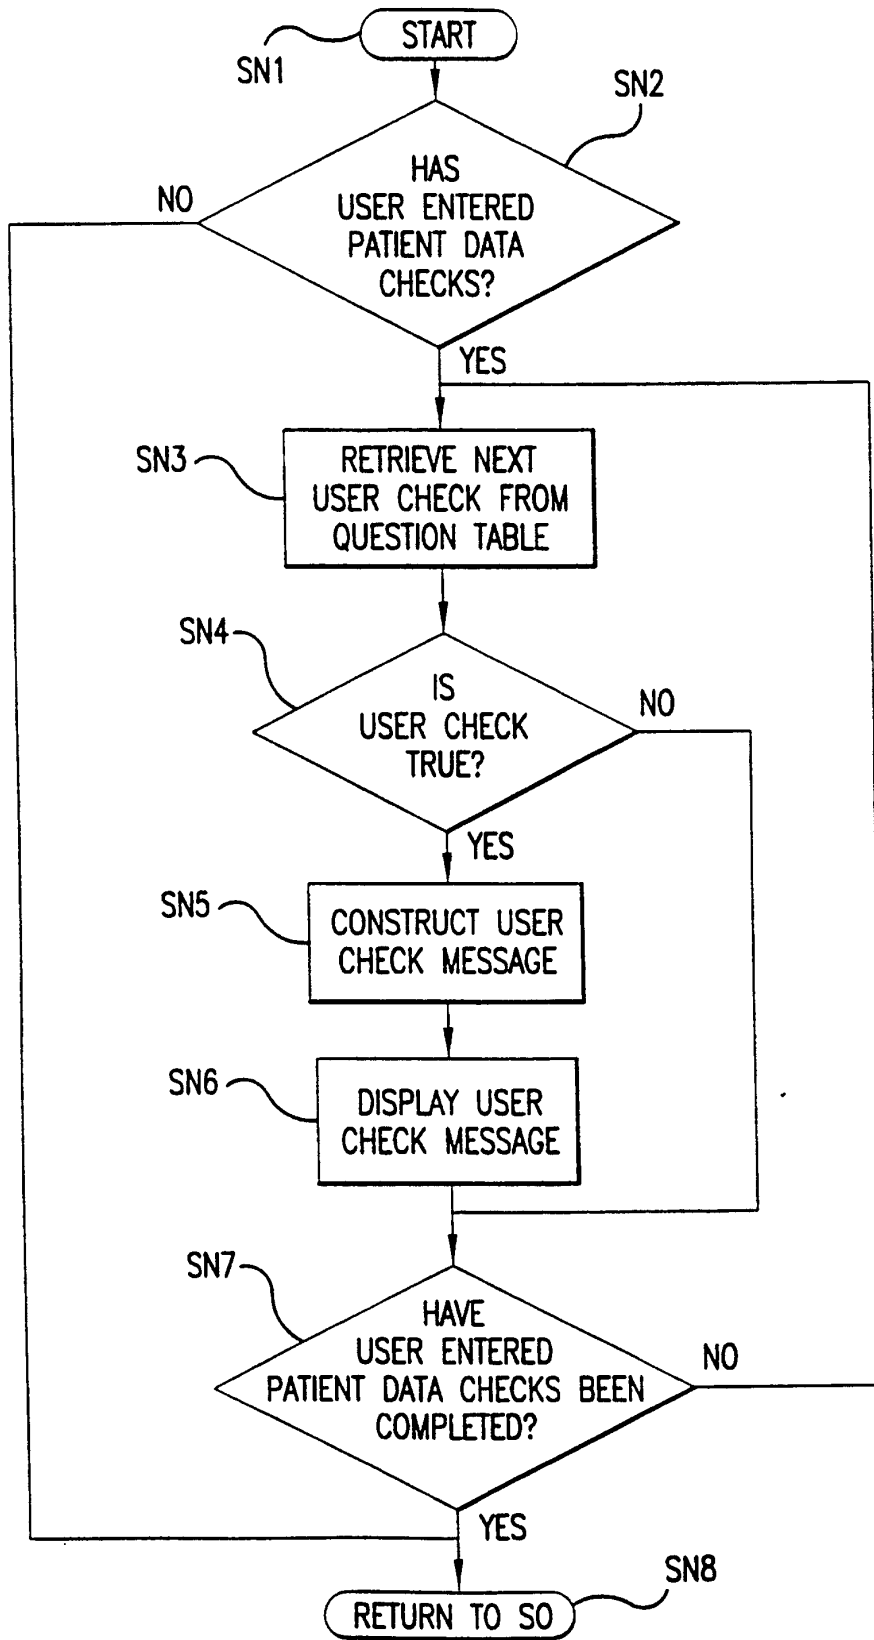 START
SN1
SN2
HAS
USER ENTERED
PATIENT DATA
CHECKS?
NO
YES
SN3
RETRIEVE NEXT
USER CHECK FROM
QUESTION TABLE
SN4
IS
USER CHECK
TRUE?
NO
YES
SN5
CONSTRUCT USER
CHECK MESSAGE
SN6
DISPLAY USER
CHECK MESSAGE
SN7
HAVE
USER ENTERED
PATIENT DATA CHECKS BEEN
COMPLETED?
NO
YES
SN8
RETURN TO SO